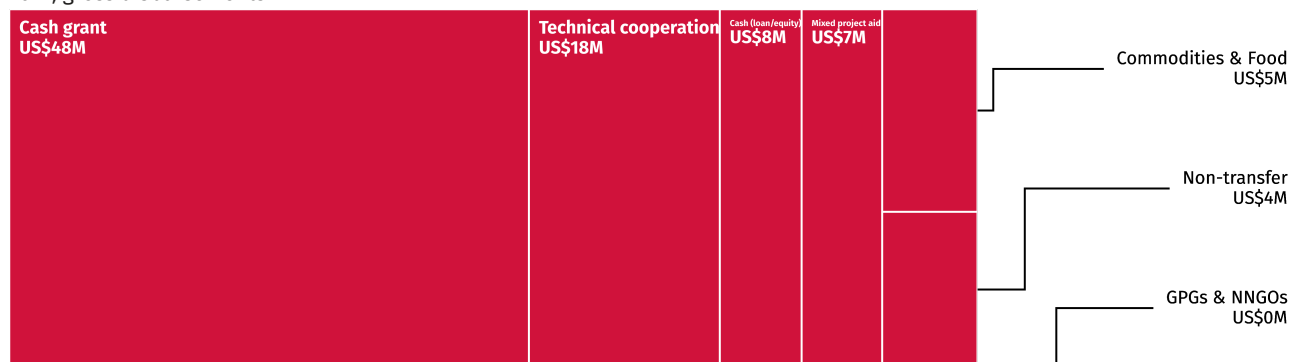 Cash grant
US$48M
Technical cooperation
US$18M
Cash (loan/equity)
US$8M
Mixed project aid
US$7M
Commodities & Food
US$5M
Non-transfer
US$4M
GPGs & NNGOs
US$0M